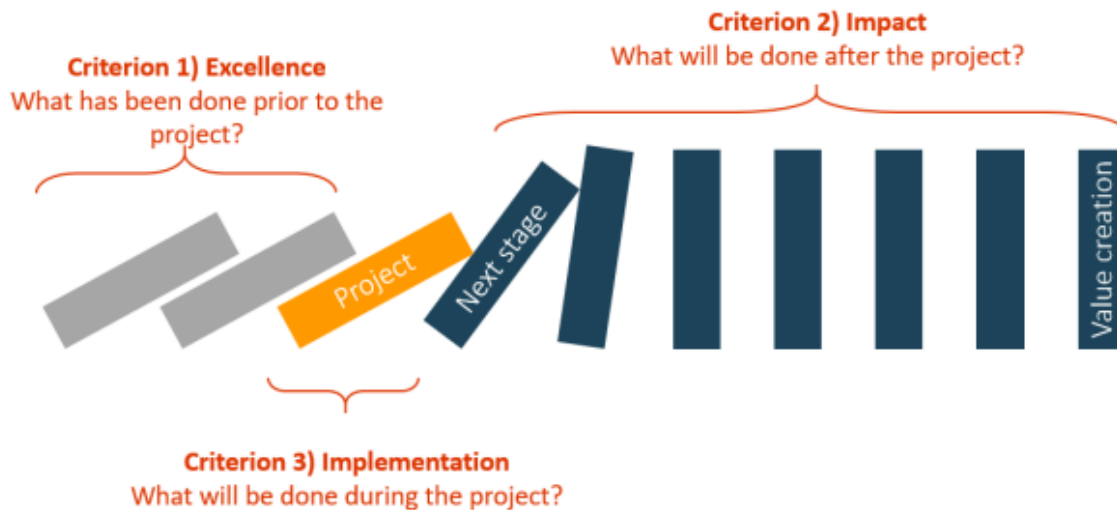 Criterion 1) Excellence
What has been done prior to the
project?
Criterion 2) Impact
What will be done after the project?
Project
Next stage
Value creation
Criterion 3) Implementation
What will be done during the project?